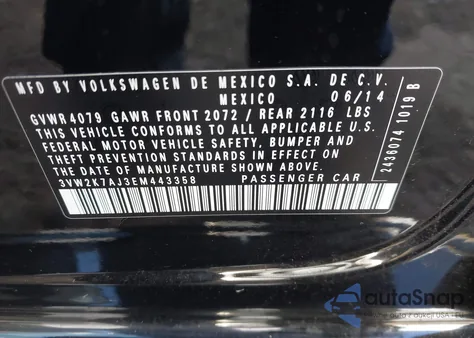 MFD BY VOLKSWAGEN DE MEXICO S.A. DE C.V.
MEXICO 06/14
GVWR4079 GAWR FRONT 2072 / REAR 2116 LBS
THIS VEHICLE CONFORMS TO ALL APPLICABLE U.S.
FEDERAL MOTOR VEHICLE SAFETY, BUMPER AND
THEFT PREVENTION STANDARDS IN EFFECT ON
THE DATE OF MANUFACTURE SHOWN ABOVE.
3VW2K7AJ3EM443358 PASSENGER CAR
2436074 1019 B
autoSnap